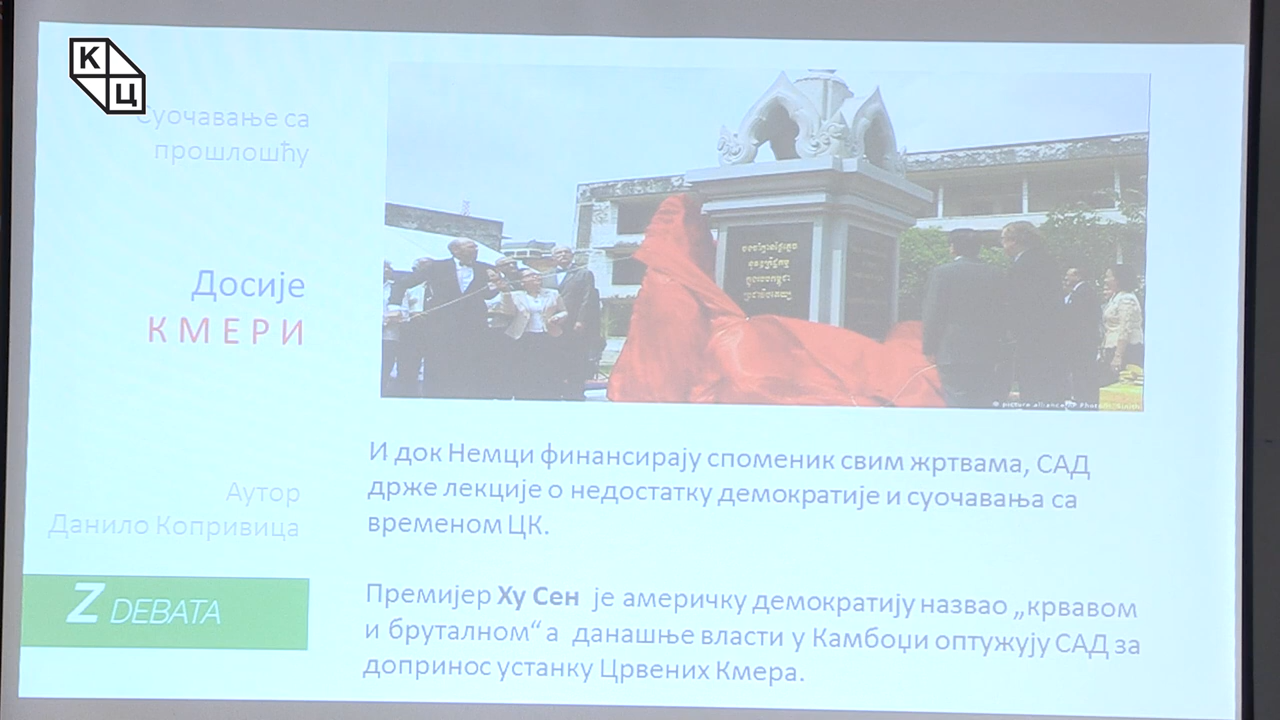 К
Ц
Суочавање са
прошлошћу
Досије
КМЕРИ
И док Немци финансирају споменик свим жртвама, САД
држе лекције о недостатку демократије и суочавања са
временом ЦК.
Аутор
Данило Копривица
Z DEBATA
Премијер Ху Сен је америчку демократију назвао „крвавом
и бруталном“ а данашње власти у Камбоџи оптужују САД за
допринос устанку Црвених Кмера.